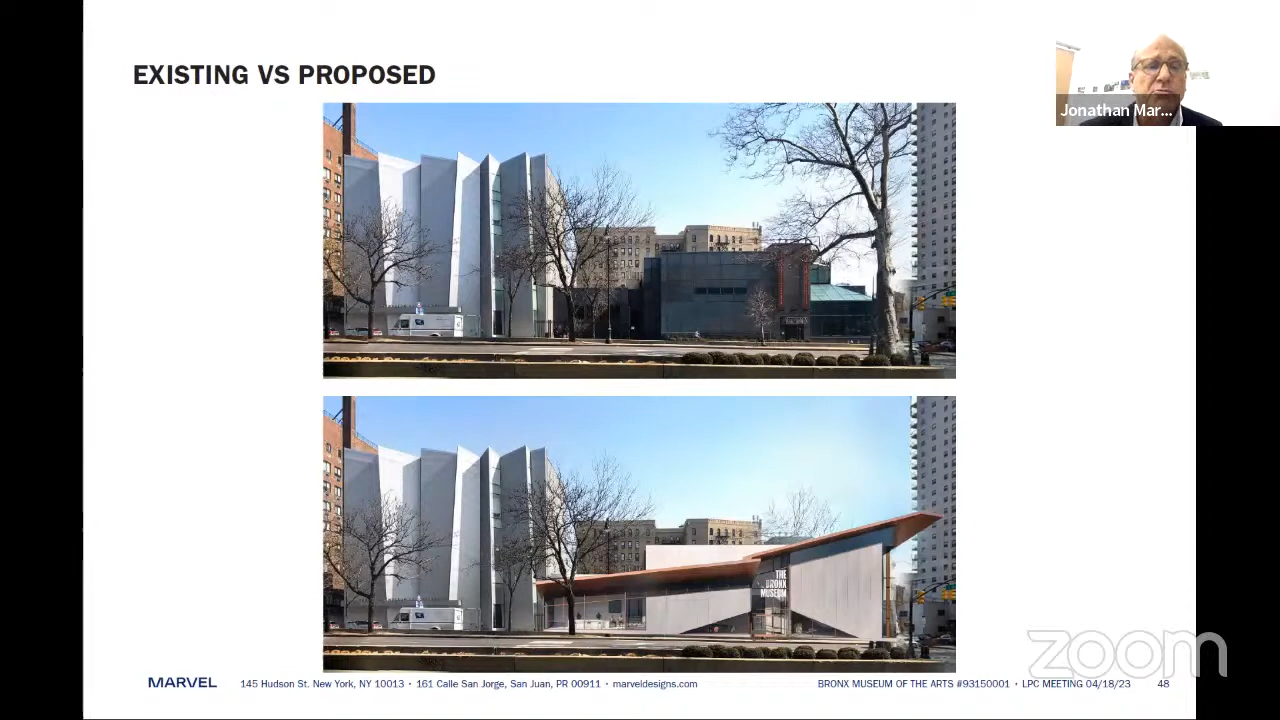 EXISTING VS PROPOSED
Jonathan Mar...
THE
BRONX
MUSEUM
zoom
MARVEL 145 Hudson St. New York, NY 10013 • 161 Calle San Jorge, San Juan, PR 00911 • marveldesigns.com BRONX MUSEUM OF THE ARTS #93150001 • LPC MEETING 04/18/23 48